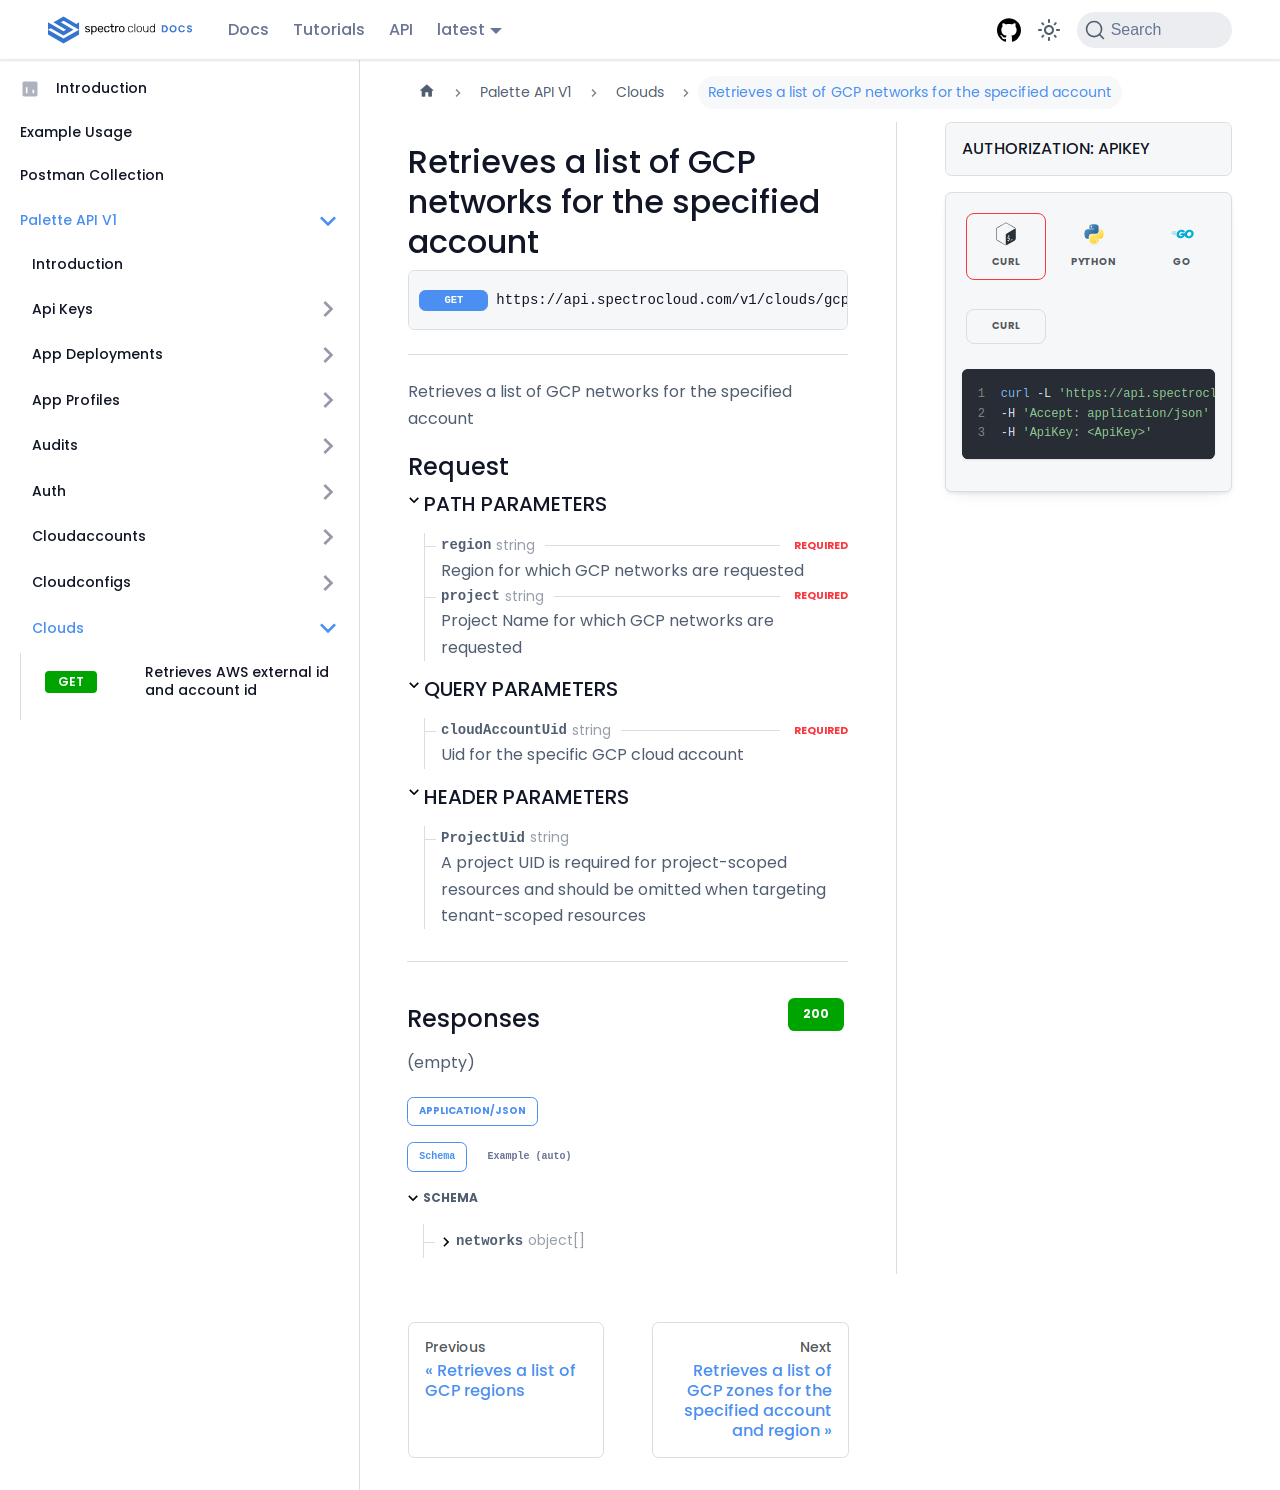 spectro cloud DOCS
Docs
Tutorials
API
latest
Search
Introduction
Example Usage
Postman Collection
Palette API V1
Introduction
Api Keys
App Deployments
App Profiles
Audits
Auth
Cloudaccounts
Cloudconfigs
Clouds
GET
Retrieves AWS external id
and account id
Palette API V1
Clouds
Retrieves a list of GCP networks for the specified account
Retrieves a list of GCP
networks for the specified
account
GET
https://api.spectrocloud.com/v1/clouds/gcp
Retrieves a list of GCP networks for the specified
account
Request
PATH PARAMETERS
region string REQUIRED
Region for which GCP networks are requested
project string REQUIRED
Project Name for which GCP networks are
requested
QUERY PARAMETERS
cloudAccountUid string REQUIRED
Uid for the specific GCP cloud account
HEADER PARAMETERS
ProjectUid string
A project UID is required for project-scoped
resources and should be omitted when targeting
tenant-scoped resources
Responses
200
(empty)
APPLICATION/JSON
Schema
Example (auto)
SCHEMA
networks object[]
Previous
« Retrieves a list of
GCP regions
Next
Retrieves a list of
GCP zones for the
specified account
and region »
AUTHORIZATION: APIKEY
CURL
PYTHON
GO
CURL
1 curl -L 'https://api.spectrocl
2 -H 'Accept: application/json'
3 -H 'ApiKey: <ApiKey>'